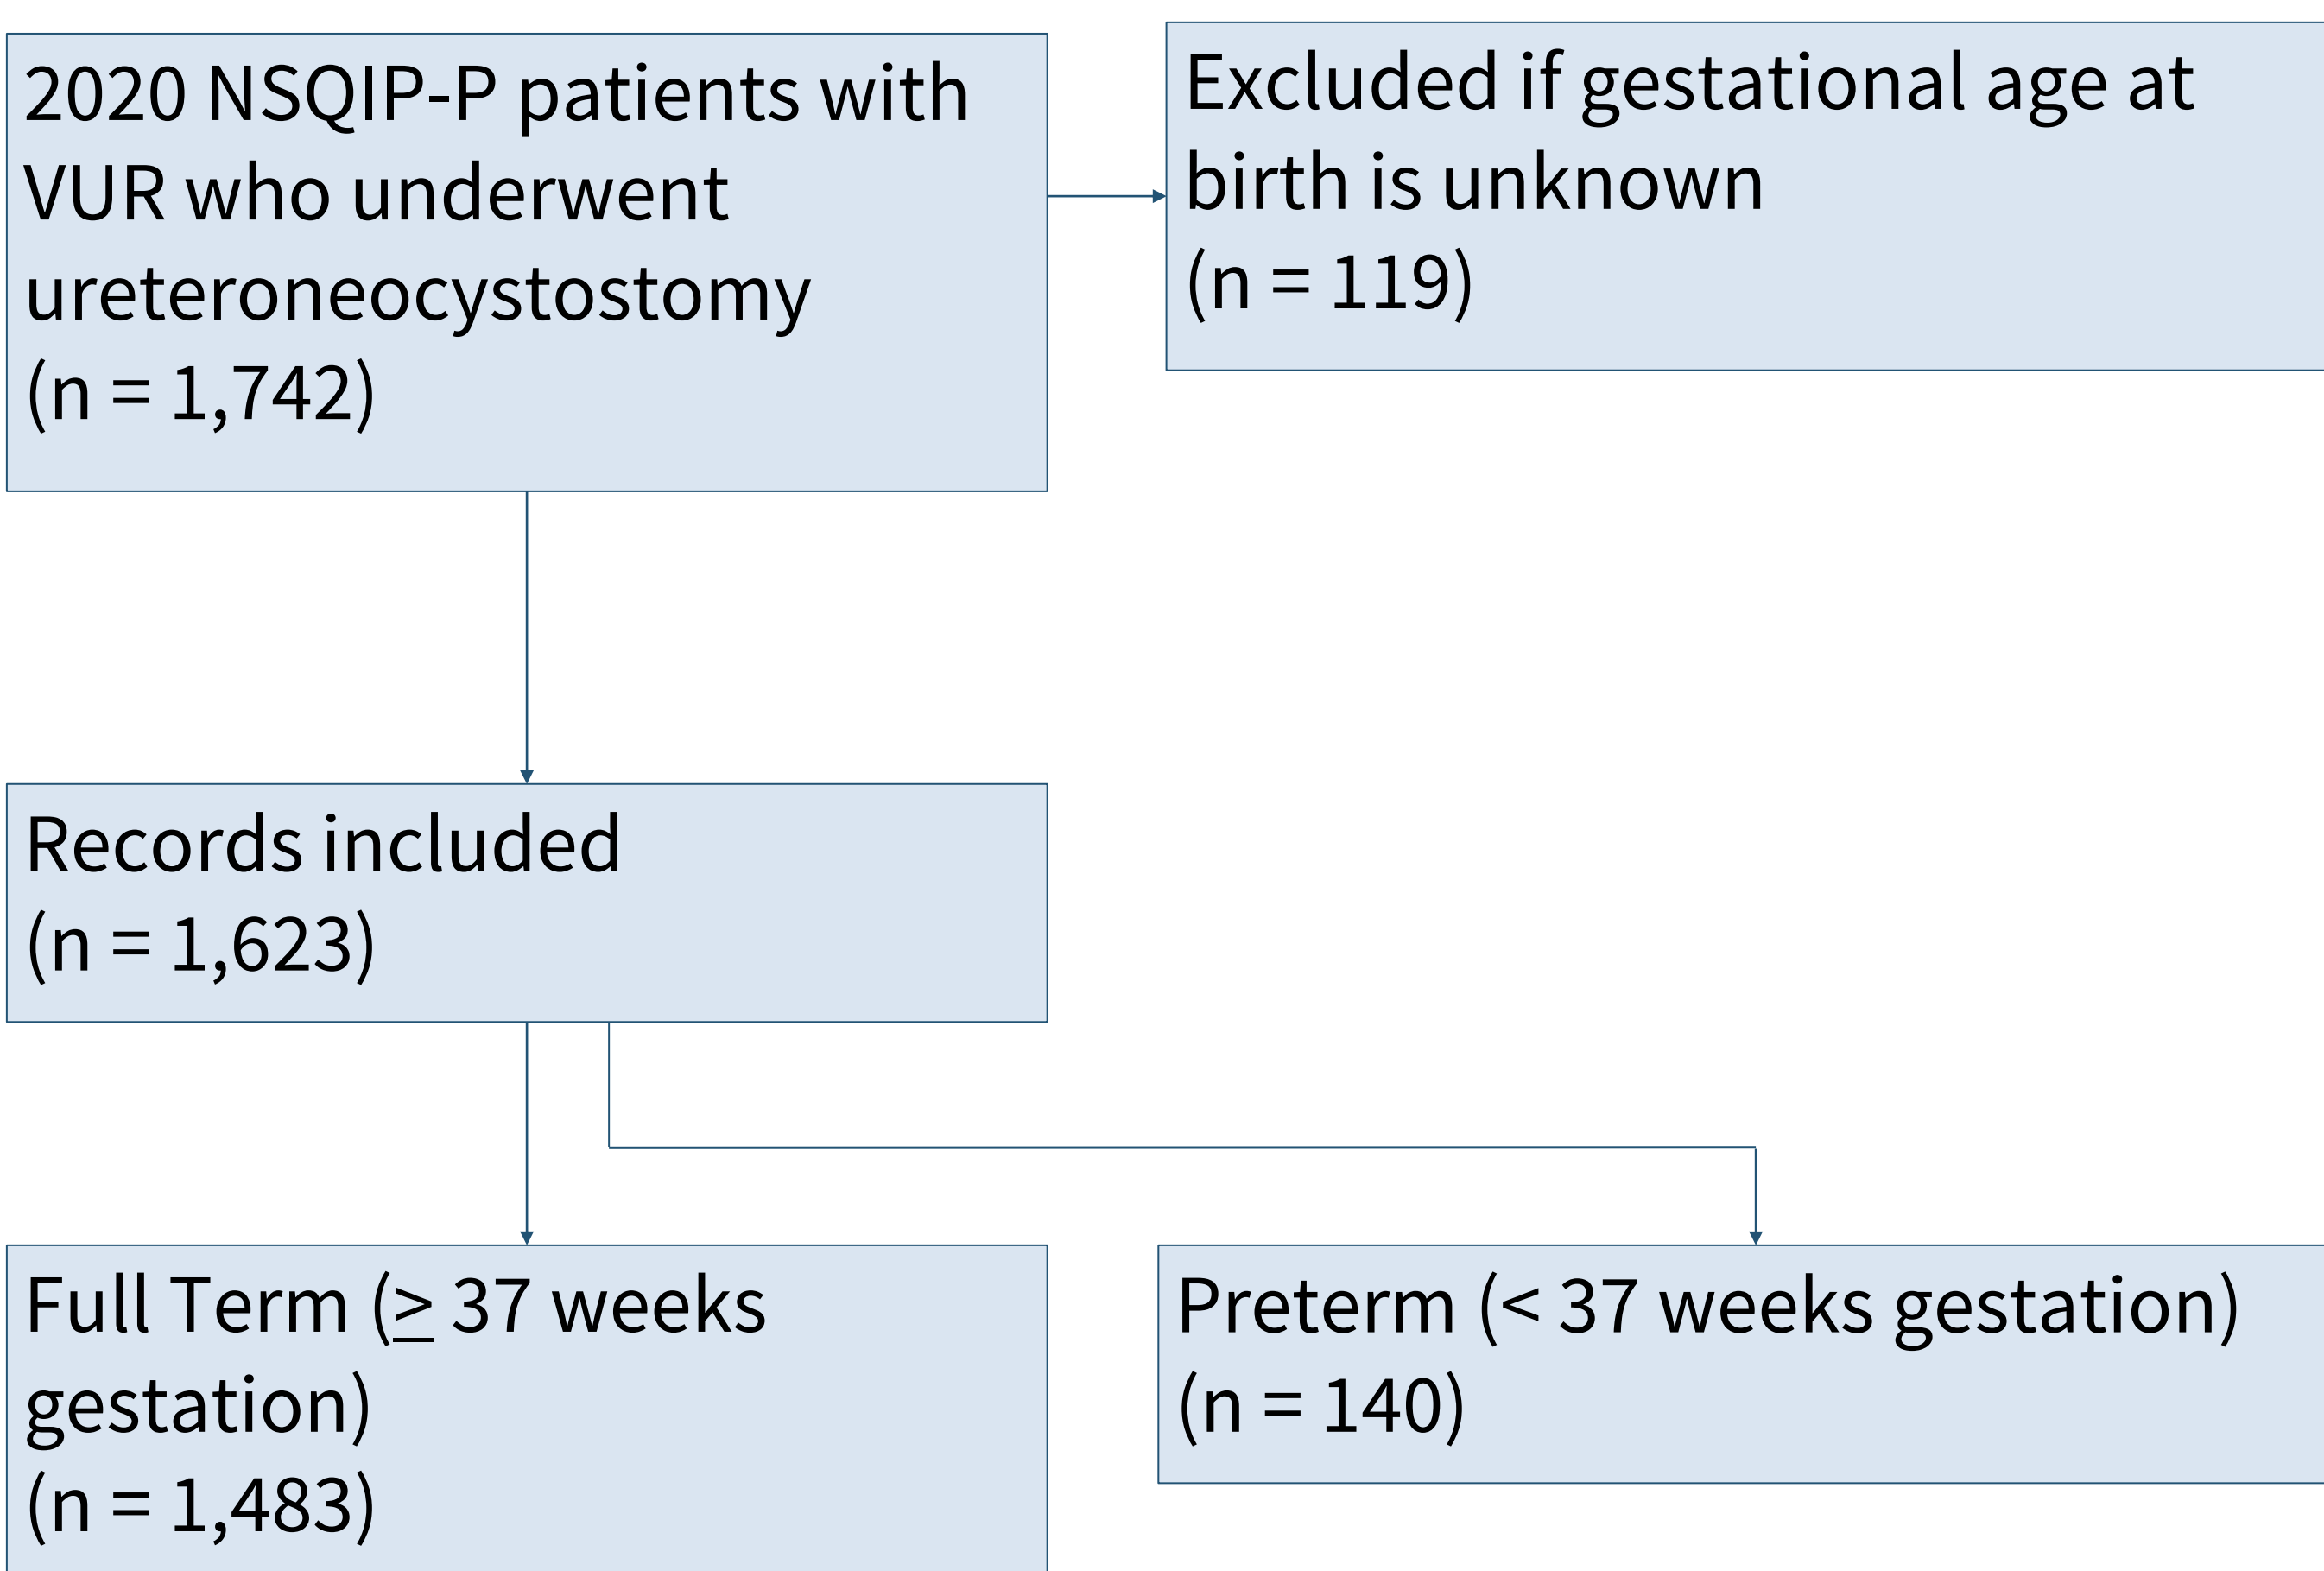 2020 NSQIP-P patients with
VUR who underwent
ureteroneocystostomy
(n = 1,742)
Excluded if gestational age at
birth is unknown
(n = 119)
Records included
(n = 1,623)
Full Term (≥ 37 weeks
gestation)
(n = 1,483)
Preterm (< 37 weeks gestation)
(n = 140)